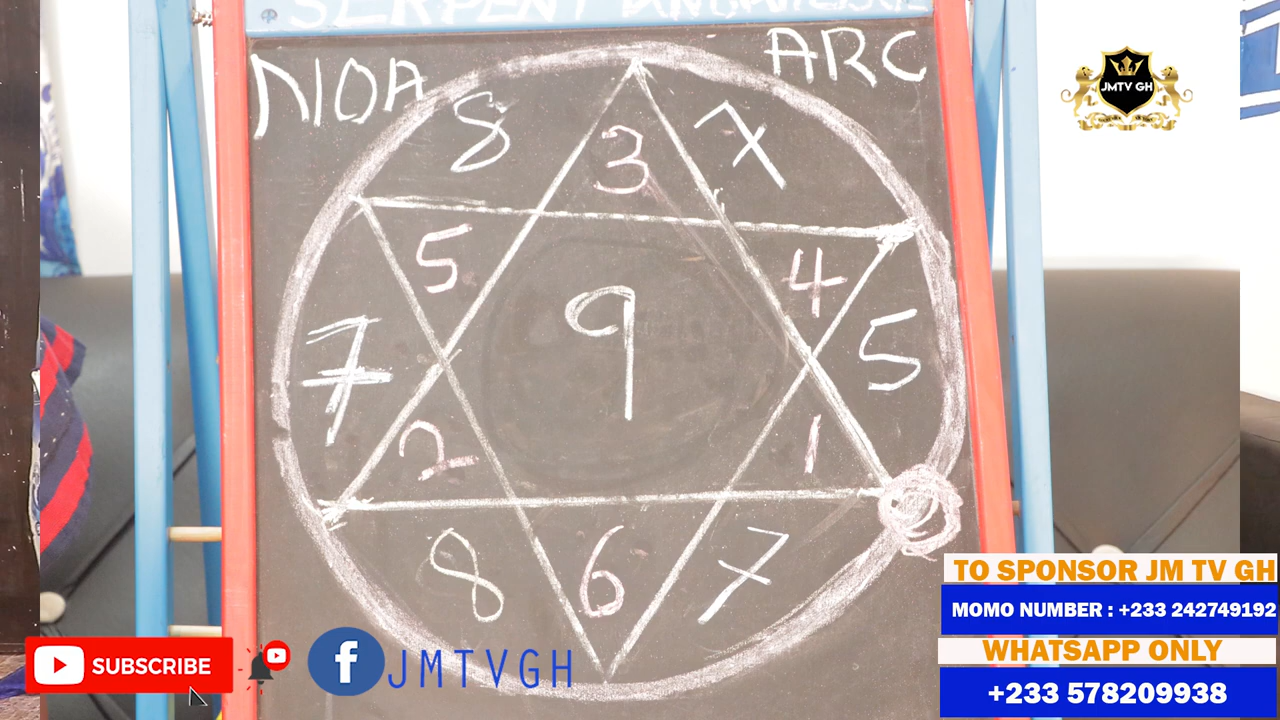 SERPENT
NOA
ARC
JMTV GH
8
3
7
5
4
9
7
5
2
1
8
6
7
SUBSCRIBE
f JMTVGH
TO SPONSOR JM TV GH
MOMO NUMBER : +233 242749192
WHATSAPP ONLY
+233 578209938